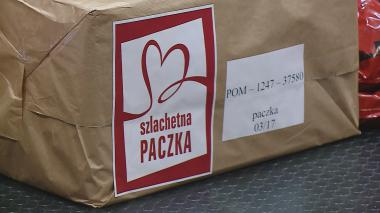 szlachetna
PACZKA
POM – 1247 – 37580
paczka
03/17